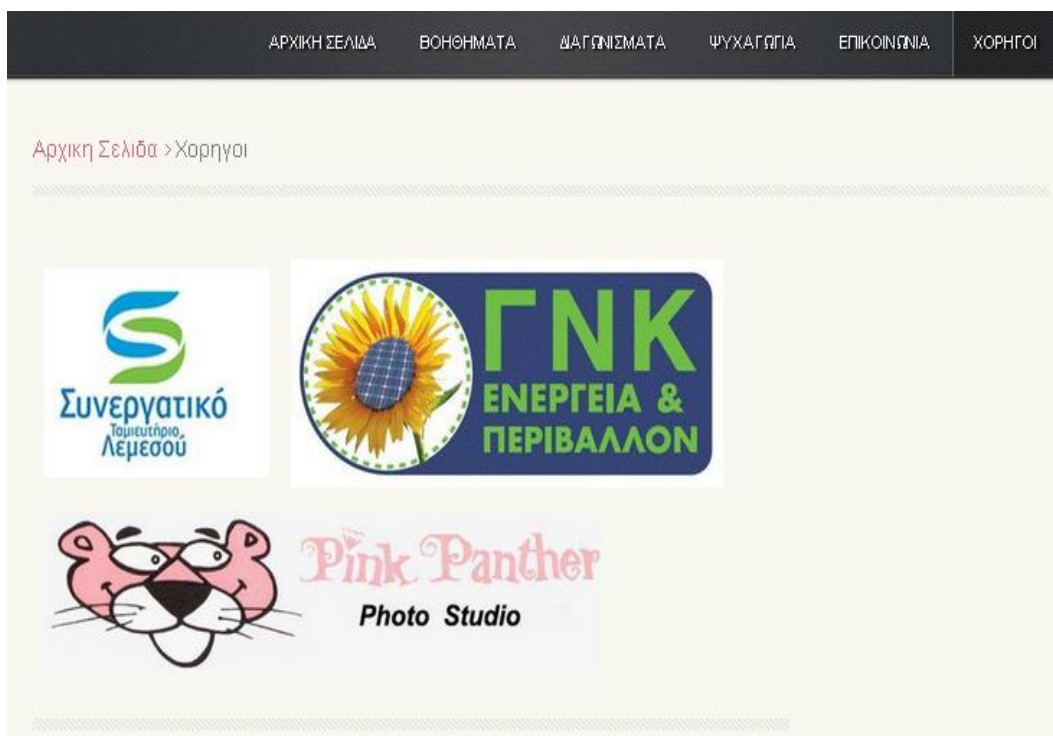 ΑΡΧΙΚΗ ΣΕΛΙΔΑ ΒΟΗΘΗΜΑΤΑ ΔΙΑΓΩΝΙΣΜΑΤΑ ΨΥΧΑΓΩΓΙΑ ΕΠΙΚΟΙΝΩΝΙΑ ΧΟΡΗΓΟΙ
Αρχικη Σελιδα > Χορηγοι
Συνεργατικό
Ταμιευτήριο
Λεμεσού
ΓΝΚ
ΕΝΕΡΓΕΙΑ &
ΠΕΡΙΒΑΛΛΟΝ
Pink Panther
Photo Studio